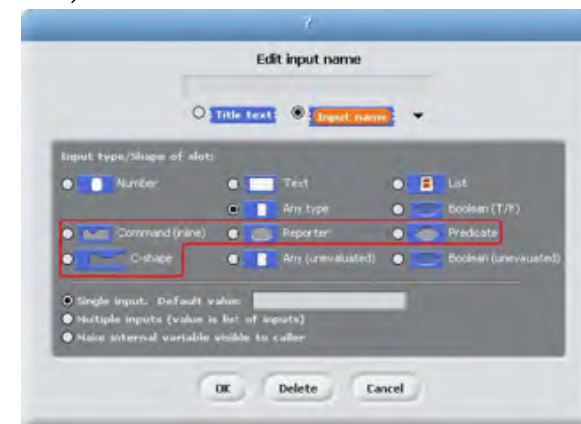 ?
Edit input name
Title text Input name
Input type/Shape of slot:
Number Text List
Any type Boolean (T/F)
Command (inline) Reporter Predicate
C-shape Any (unevaluated) Boolean (unevauated)
Single input. Default value:
Multiple inputs (value is list of inputs)
Make internal variable visible to caller
OK Delete Cancel